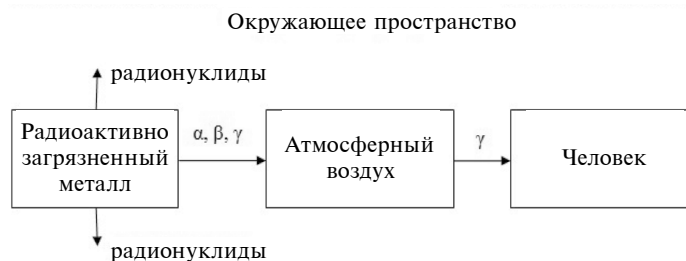 Окружающее пространство
радионуклиды
Радиоактивно
загрязненный
металл
α, β, γ
Атмосферный
воздух
γ
Человек
радионуклиды